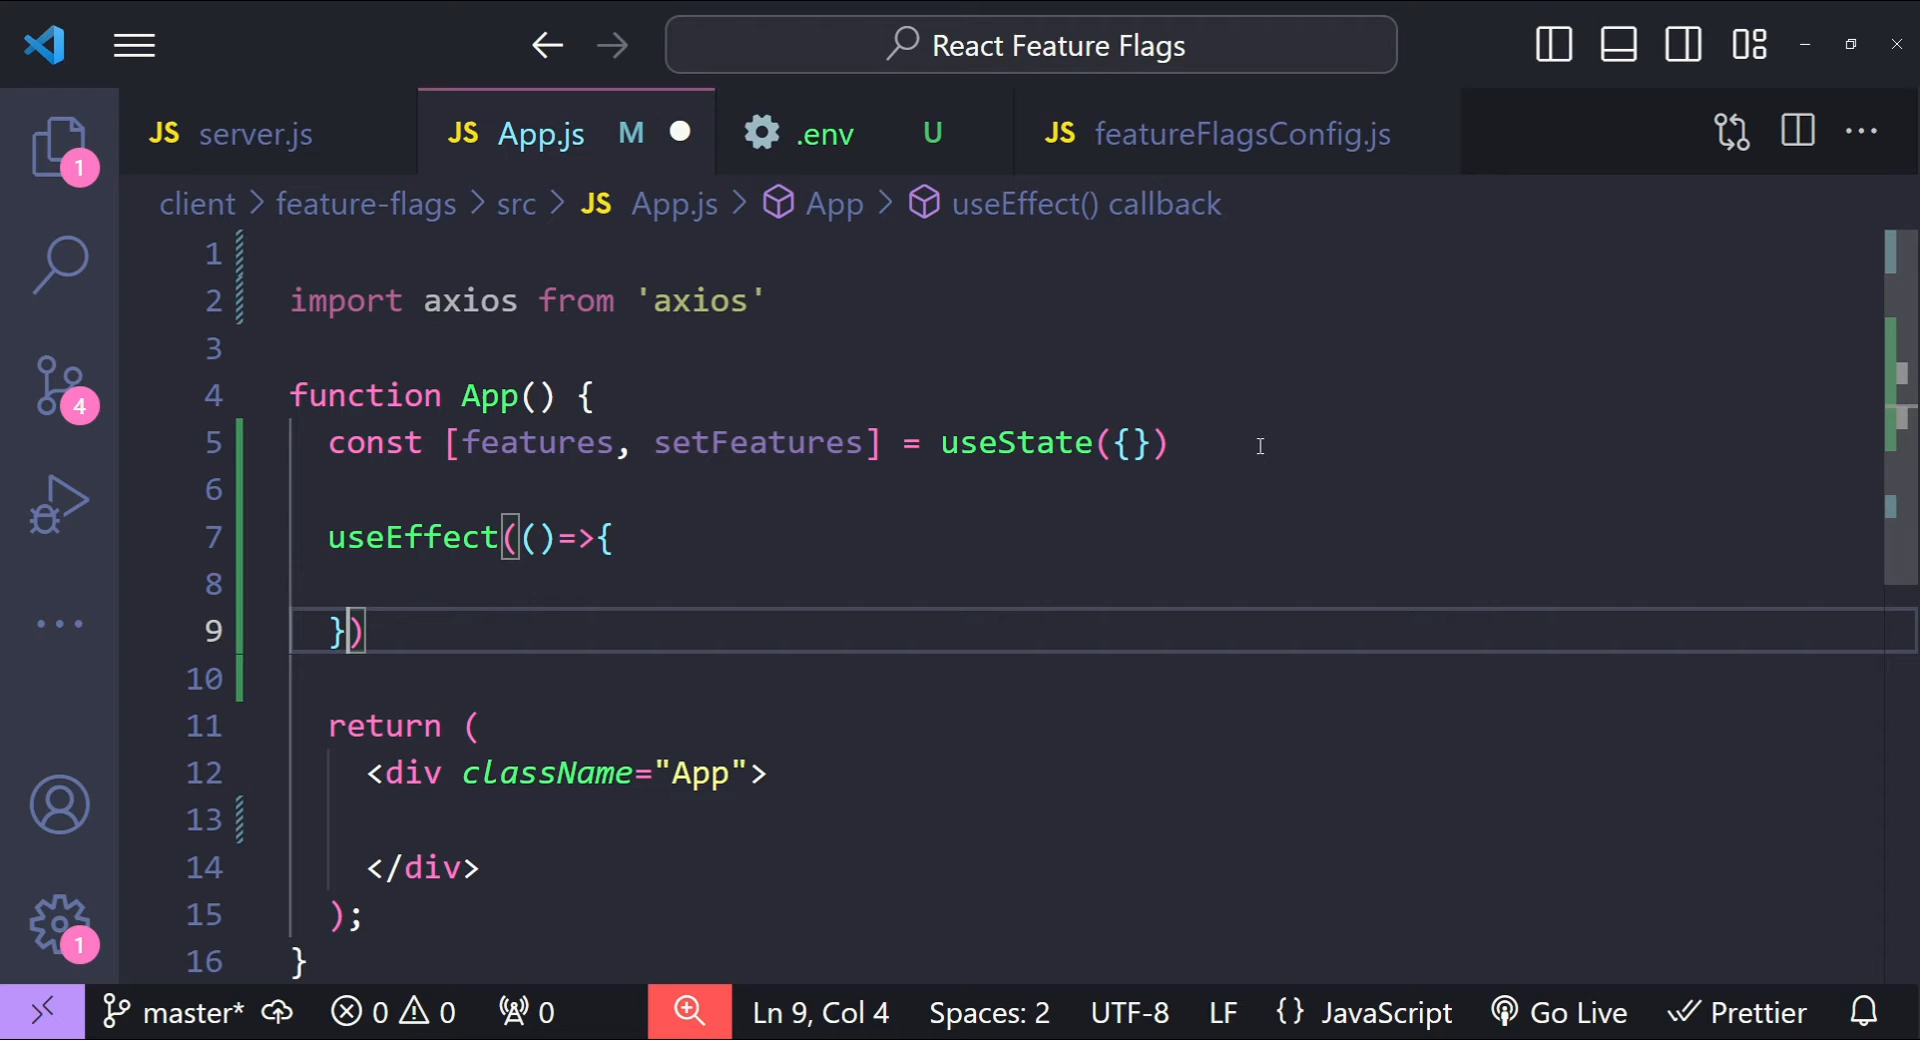 React Feature Flags
JS server.js
JS App.js M
.env U
JS featureFlagsConfig.js
client > feature-flags > src > JS App.js > App > useEffect() callback
1
1
2 import axios from 'axios'
3
4 function App() {
5 const [features, setFeatures] = useState({})
6
4
7 useEffect(()=>{
8
9 })
10
11 return (
12 <div className="App">
13
14 </div>
15 );
1
16 }
master* 0 0 0 Ln 9, Col 4 Spaces: 2 UTF-8 LF {} JavaScript Go Live Prettier